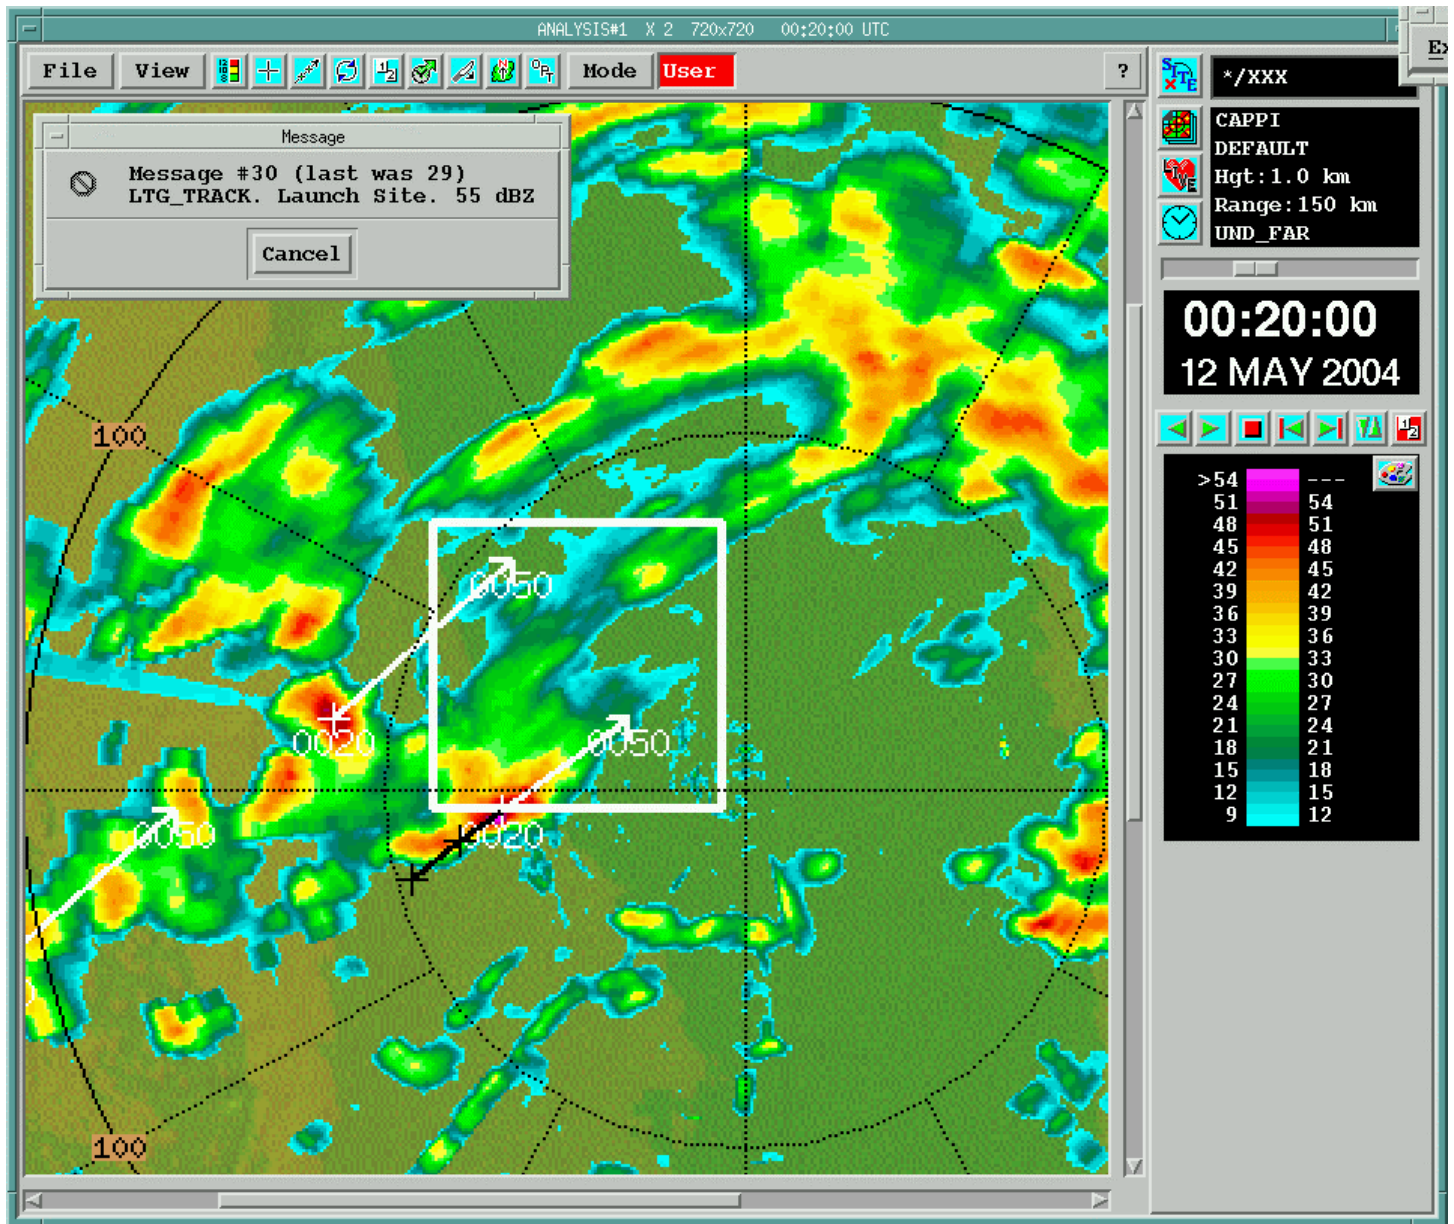 ANALYSIS#1 X 2 720x720 00:20:00 UTC
Ex
File View OPT Mode User ?
SITE
*/XXX
Message
Message #30 (last was 29)
LTG_TRACK. Launch Site. 55 dBZ
Cancel
CAPPI
DEFAULT
LIVE
Hgt:1.0 km
Range:150 km
UND_FAR
00:20:00
12 MAY 2004
100
0050
0020
0050
0050
0020
100
>54 ---
51 54
48 51
45 48
42 45
39 42
36 39
33 36
30 33
27 30
24 27
21 24
18 21
15 18
12 15
9 12